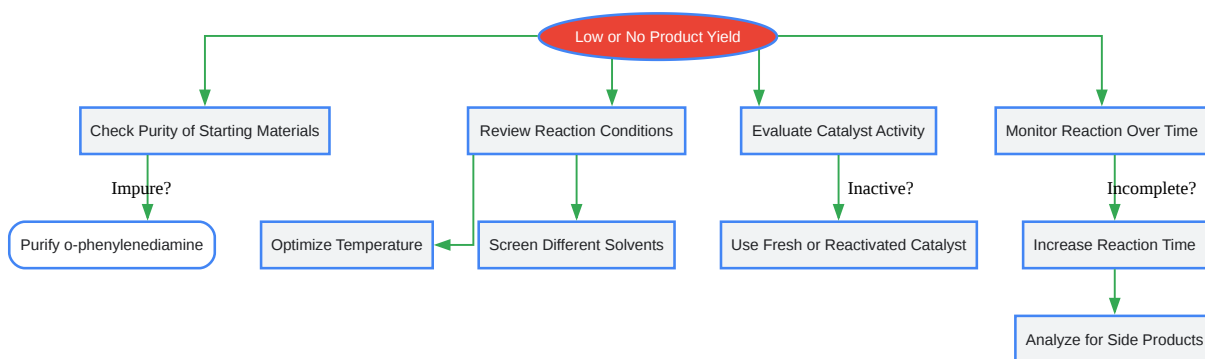 Low or No Product Yield
Check Purity of Starting Materials
Review Reaction Conditions
Evaluate Catalyst Activity
Monitor Reaction Over Time
Impure?
Inactive?
Incomplete?
Purify o-phenylenediamine
Optimize Temperature
Screen Different Solvents
Use Fresh or Reactivated Catalyst
Increase Reaction Time
Analyze for Side Products